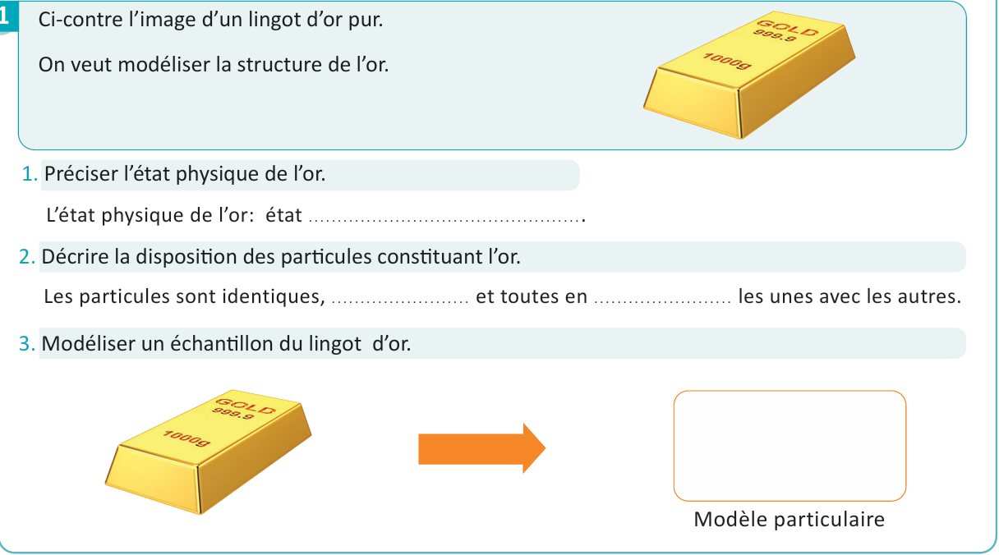 1
Ci-contre l’image d’un lingot d’or pur.
On veut modéliser la structure de l’or.
GOLD
999.9
1000g
1. Préciser l’état physique de l’or.
L’état physique de l’or: état ............................................... .
2. Décrire la disposition des particules constituant l’or.
Les particules sont identiques, ........................ et toutes en ........................ les unes avec les autres.
3. Modéliser un échantillon du lingot d’or.
GOLD
999.9
1000g
Modèle particulaire